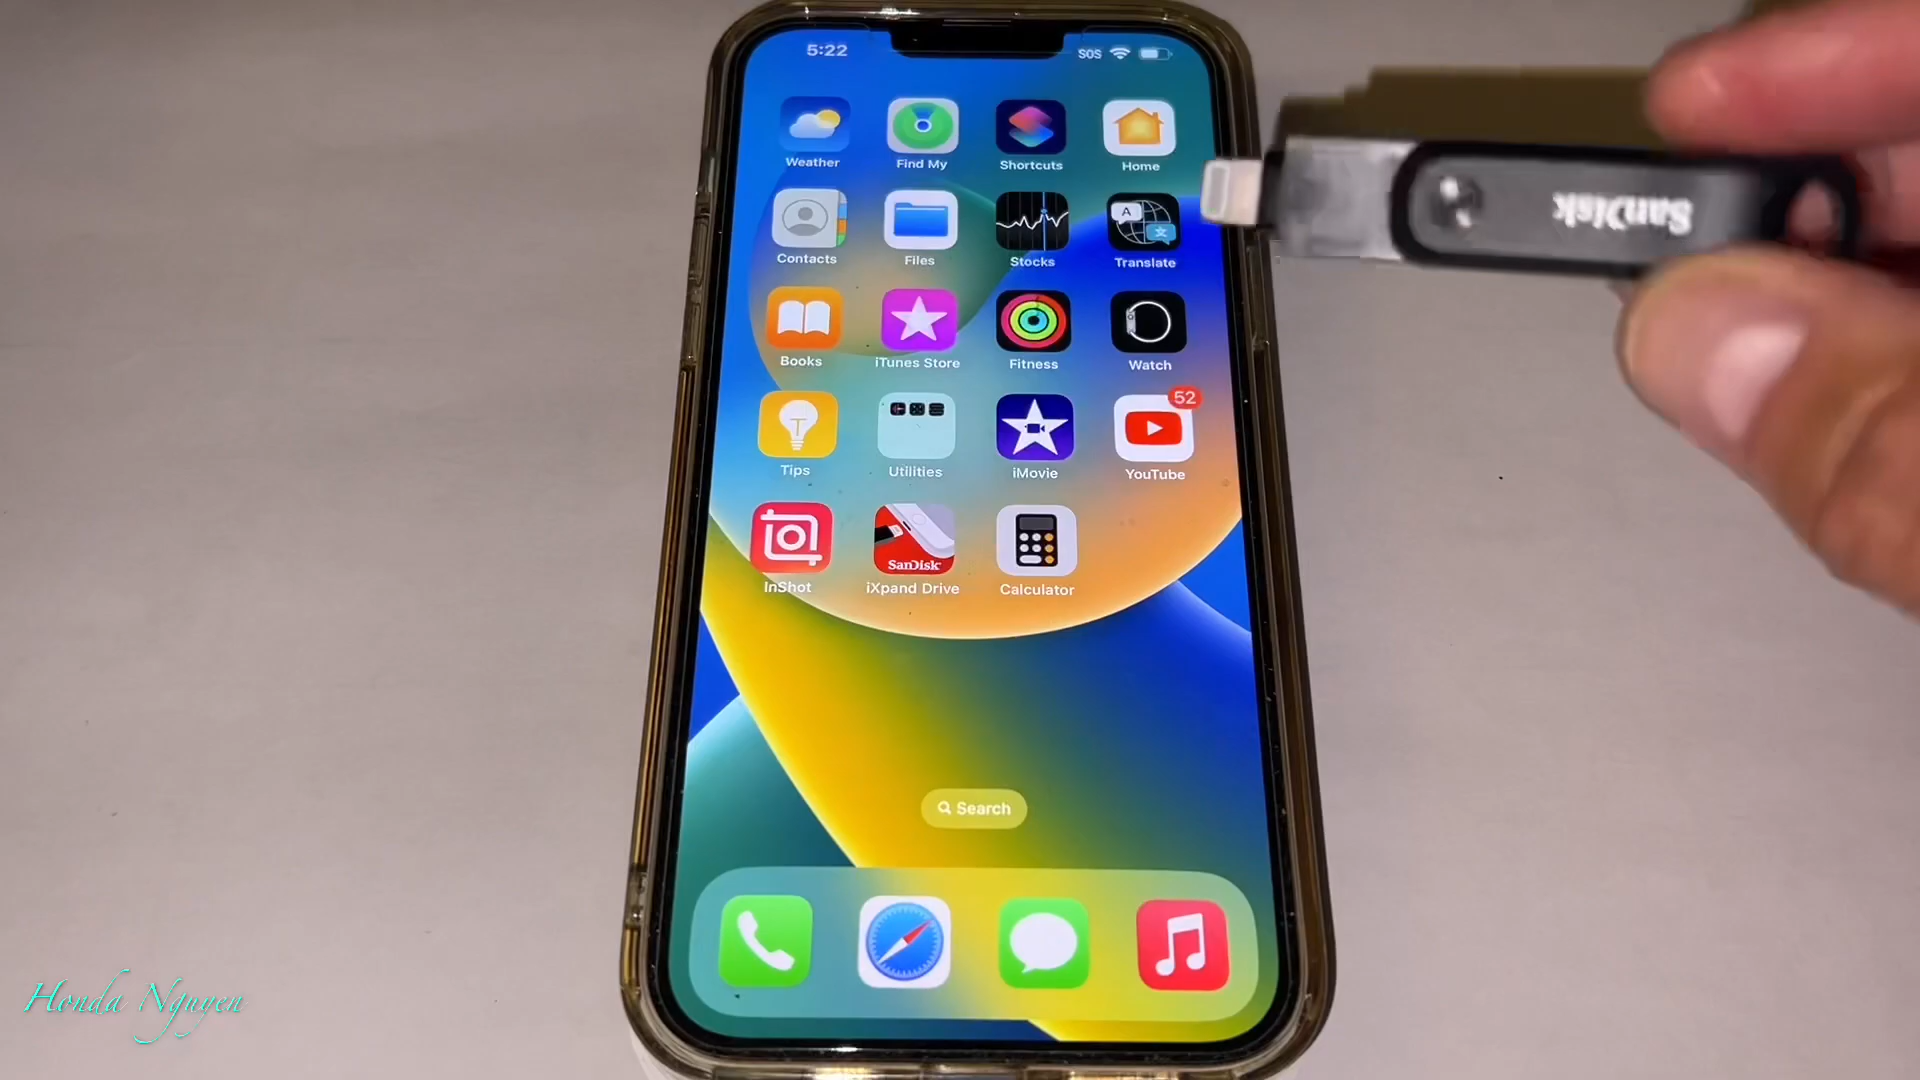 5:22
SOS
Weather
Find My
Shortcuts
Home
SanDisk
Contacts
Files
Stocks
A
文
Translate
Books
iTunes Store
Fitness
Watch
52
Tips
Utilities
iMovie
YouTube
SanDisk
InShot
iXpand Drive
Calculator
Search
Honda Nguyen